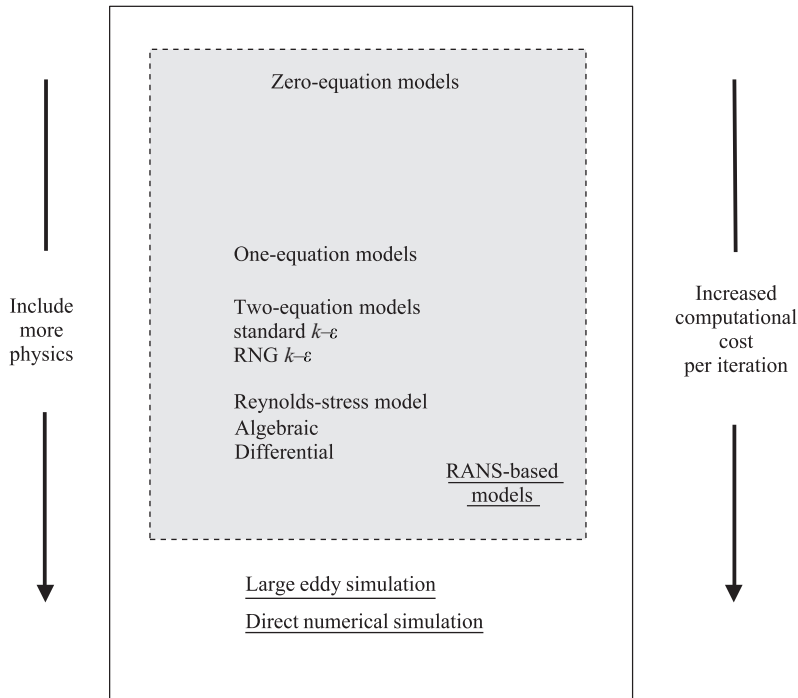 Zero-equation models
One-equation models
Two-equation models
standard k–ε
RNG k–ε
Reynolds-stress model
Algebraic
Differential
RANS-based
models
Large eddy simulation
Direct numerical simulation
Include
more
physics
Increased
computational
cost
per iteration